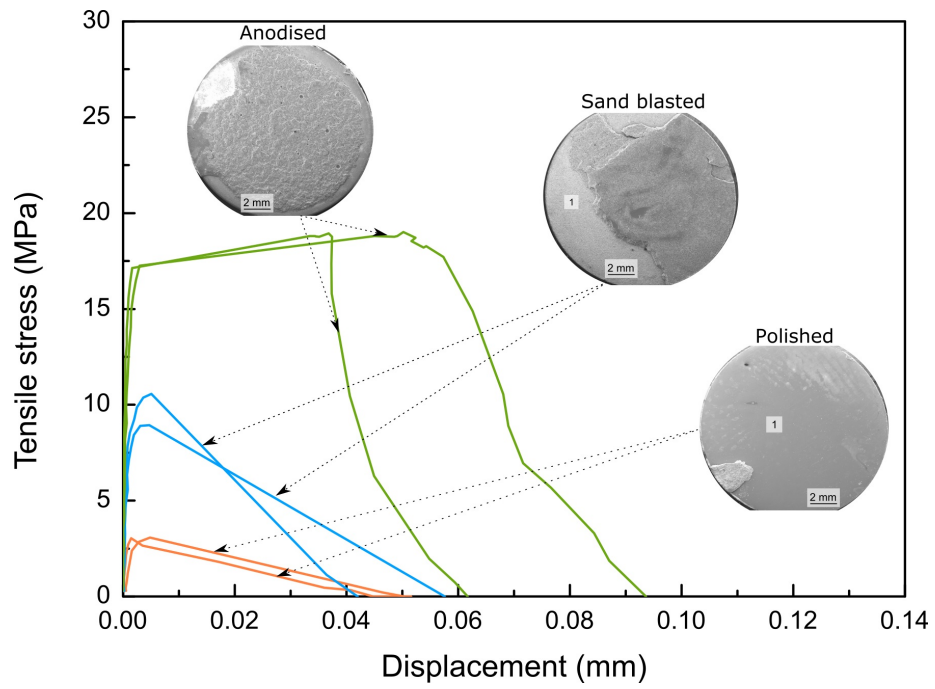 Anodised
2 mm
Sand blasted
1
2 mm
Polished
1
2 mm
Tensile stress (MPa)
30
25
20
15
10
5
0
0.00 0.02 0.04 0.06 0.08 0.10 0.12 0.14
Displacement (mm)